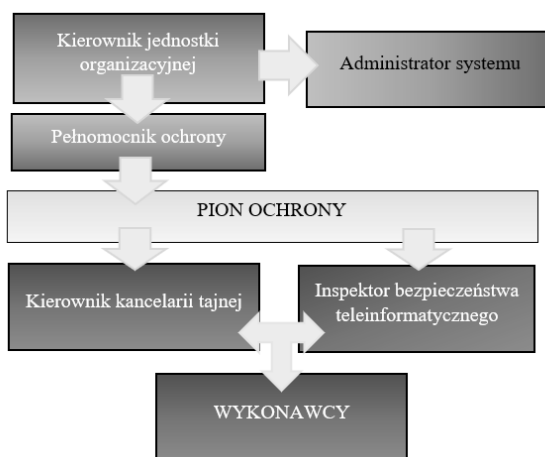 Kierownik jednostki
organizacyjnej
Administrator systemu
Pełnomocnik ochrony
PION OCHRONY
Kierownik kancelarii tajnej
Inspektor bezpieczeństwa
teleinformatycznego
WYKONAWCY